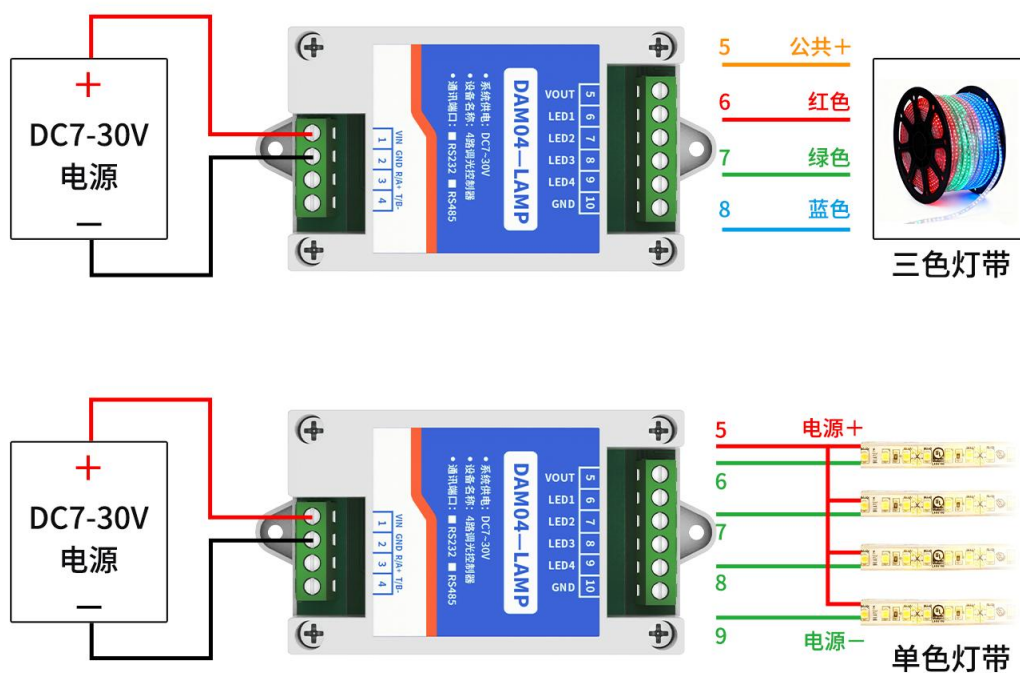 +
DC7-30V
电源
—
1 2 3 4
VIN GND R/A+ T/B-
• 系统供电：DC7~30V
• 设备名称：4路调光控制器
• 通讯端口：■ RS232 ■ RS485
DAM04—LAMP
VOUT 5
LED1 6
LED2 7
LED3 8
LED4 9
GND 10
5 公共+
6 红色
7 绿色
8 蓝色
三色灯带
+
DC7-30V
电源
—
1 2 3 4
VIN GND R/A+ T/B-
• 系统供电：DC7~30V
• 设备名称：4路调光控制器
• 通讯端口：■ RS232 ■ RS485
DAM04—LAMP
VOUT 5
LED1 6
LED2 7
LED3 8
LED4 9
GND 10
5 电源+
6
7
8
9 电源-
单色灯带